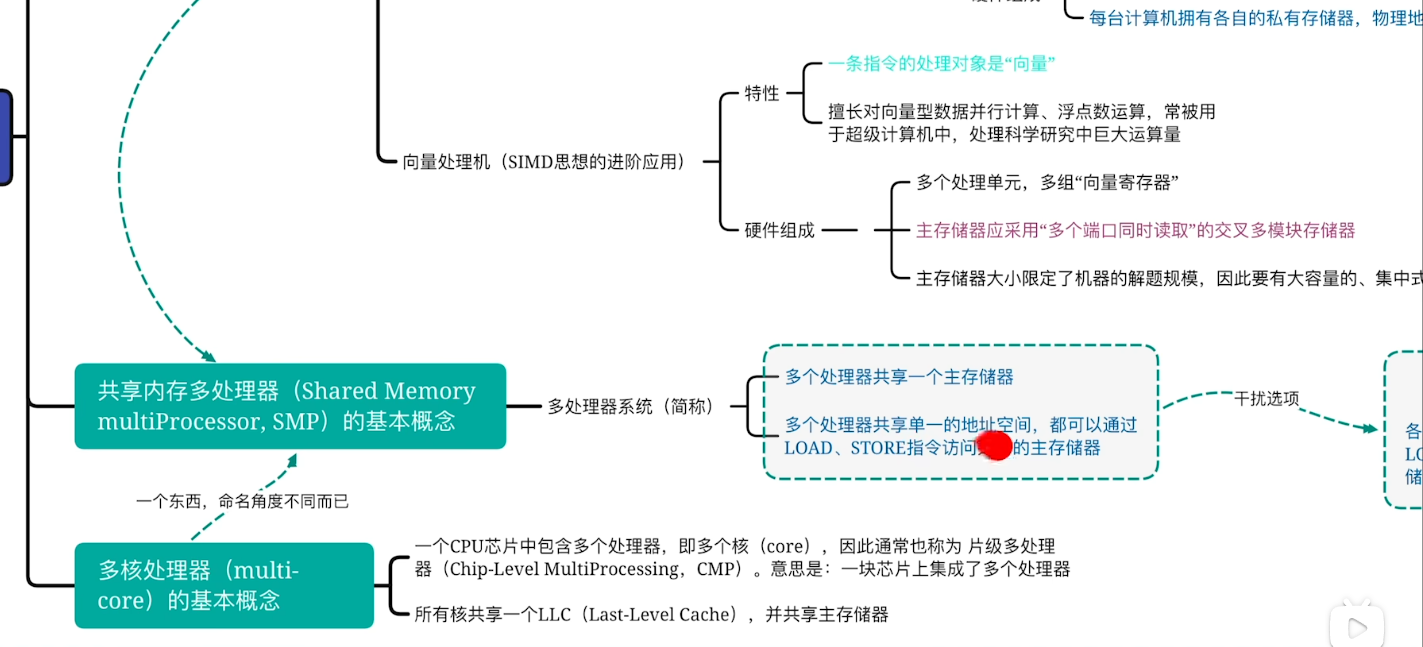 每台计算机拥有各自的私有存储器，物理地
一条指令的处理对象是“向量”
特性
擅长对向量型数据并行计算、浮点数运算，常被用
于超级计算机中，处理科学研究中巨大运算量
向量处理机（SIMD思想的进阶应用）
多个处理单元，多组“向量寄存器”
硬件组成
主存储器应采用“多个端口同时读取”的交叉多模块存储器
主存储器大小限定了机器的解题规模，因此要有大容量的、集中式
共享内存多处理器（Shared Memory
multiProcessor, SMP）的基本概念
多处理器系统（简称）
多个处理器共享一个主存储器
多个处理器共享单一的地址空间，都可以通过
LOAD、STORE指令访问 的主存储器
干扰选项
各
LO
储
一个东西，命名角度不同而已
多核处理器（multi-
core）的基本概念
一个CPU芯片中包含多个处理器，即多个核（core），因此通常也称为 片级多处理
器（Chip-Level MultiProcessing，CMP）。意思是：一块芯片上集成了多个处理器
所有核共享一个LLC（Last-Level Cache），并共享主存储器